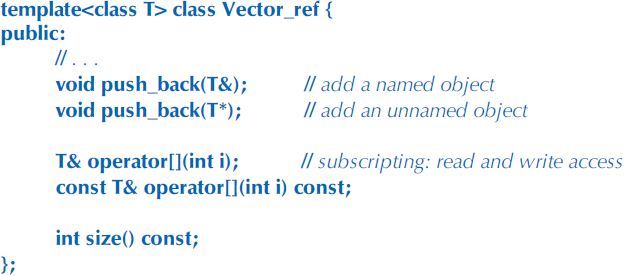 template<class T> class Vector_ref {
public:
// . . .
void push_back(T&); // add a named object
void push_back(T*); // add an unnamed object
T& operator[](int i); // subscripting: read and write access
const T& operator[](int i) const;
int size() const;
};